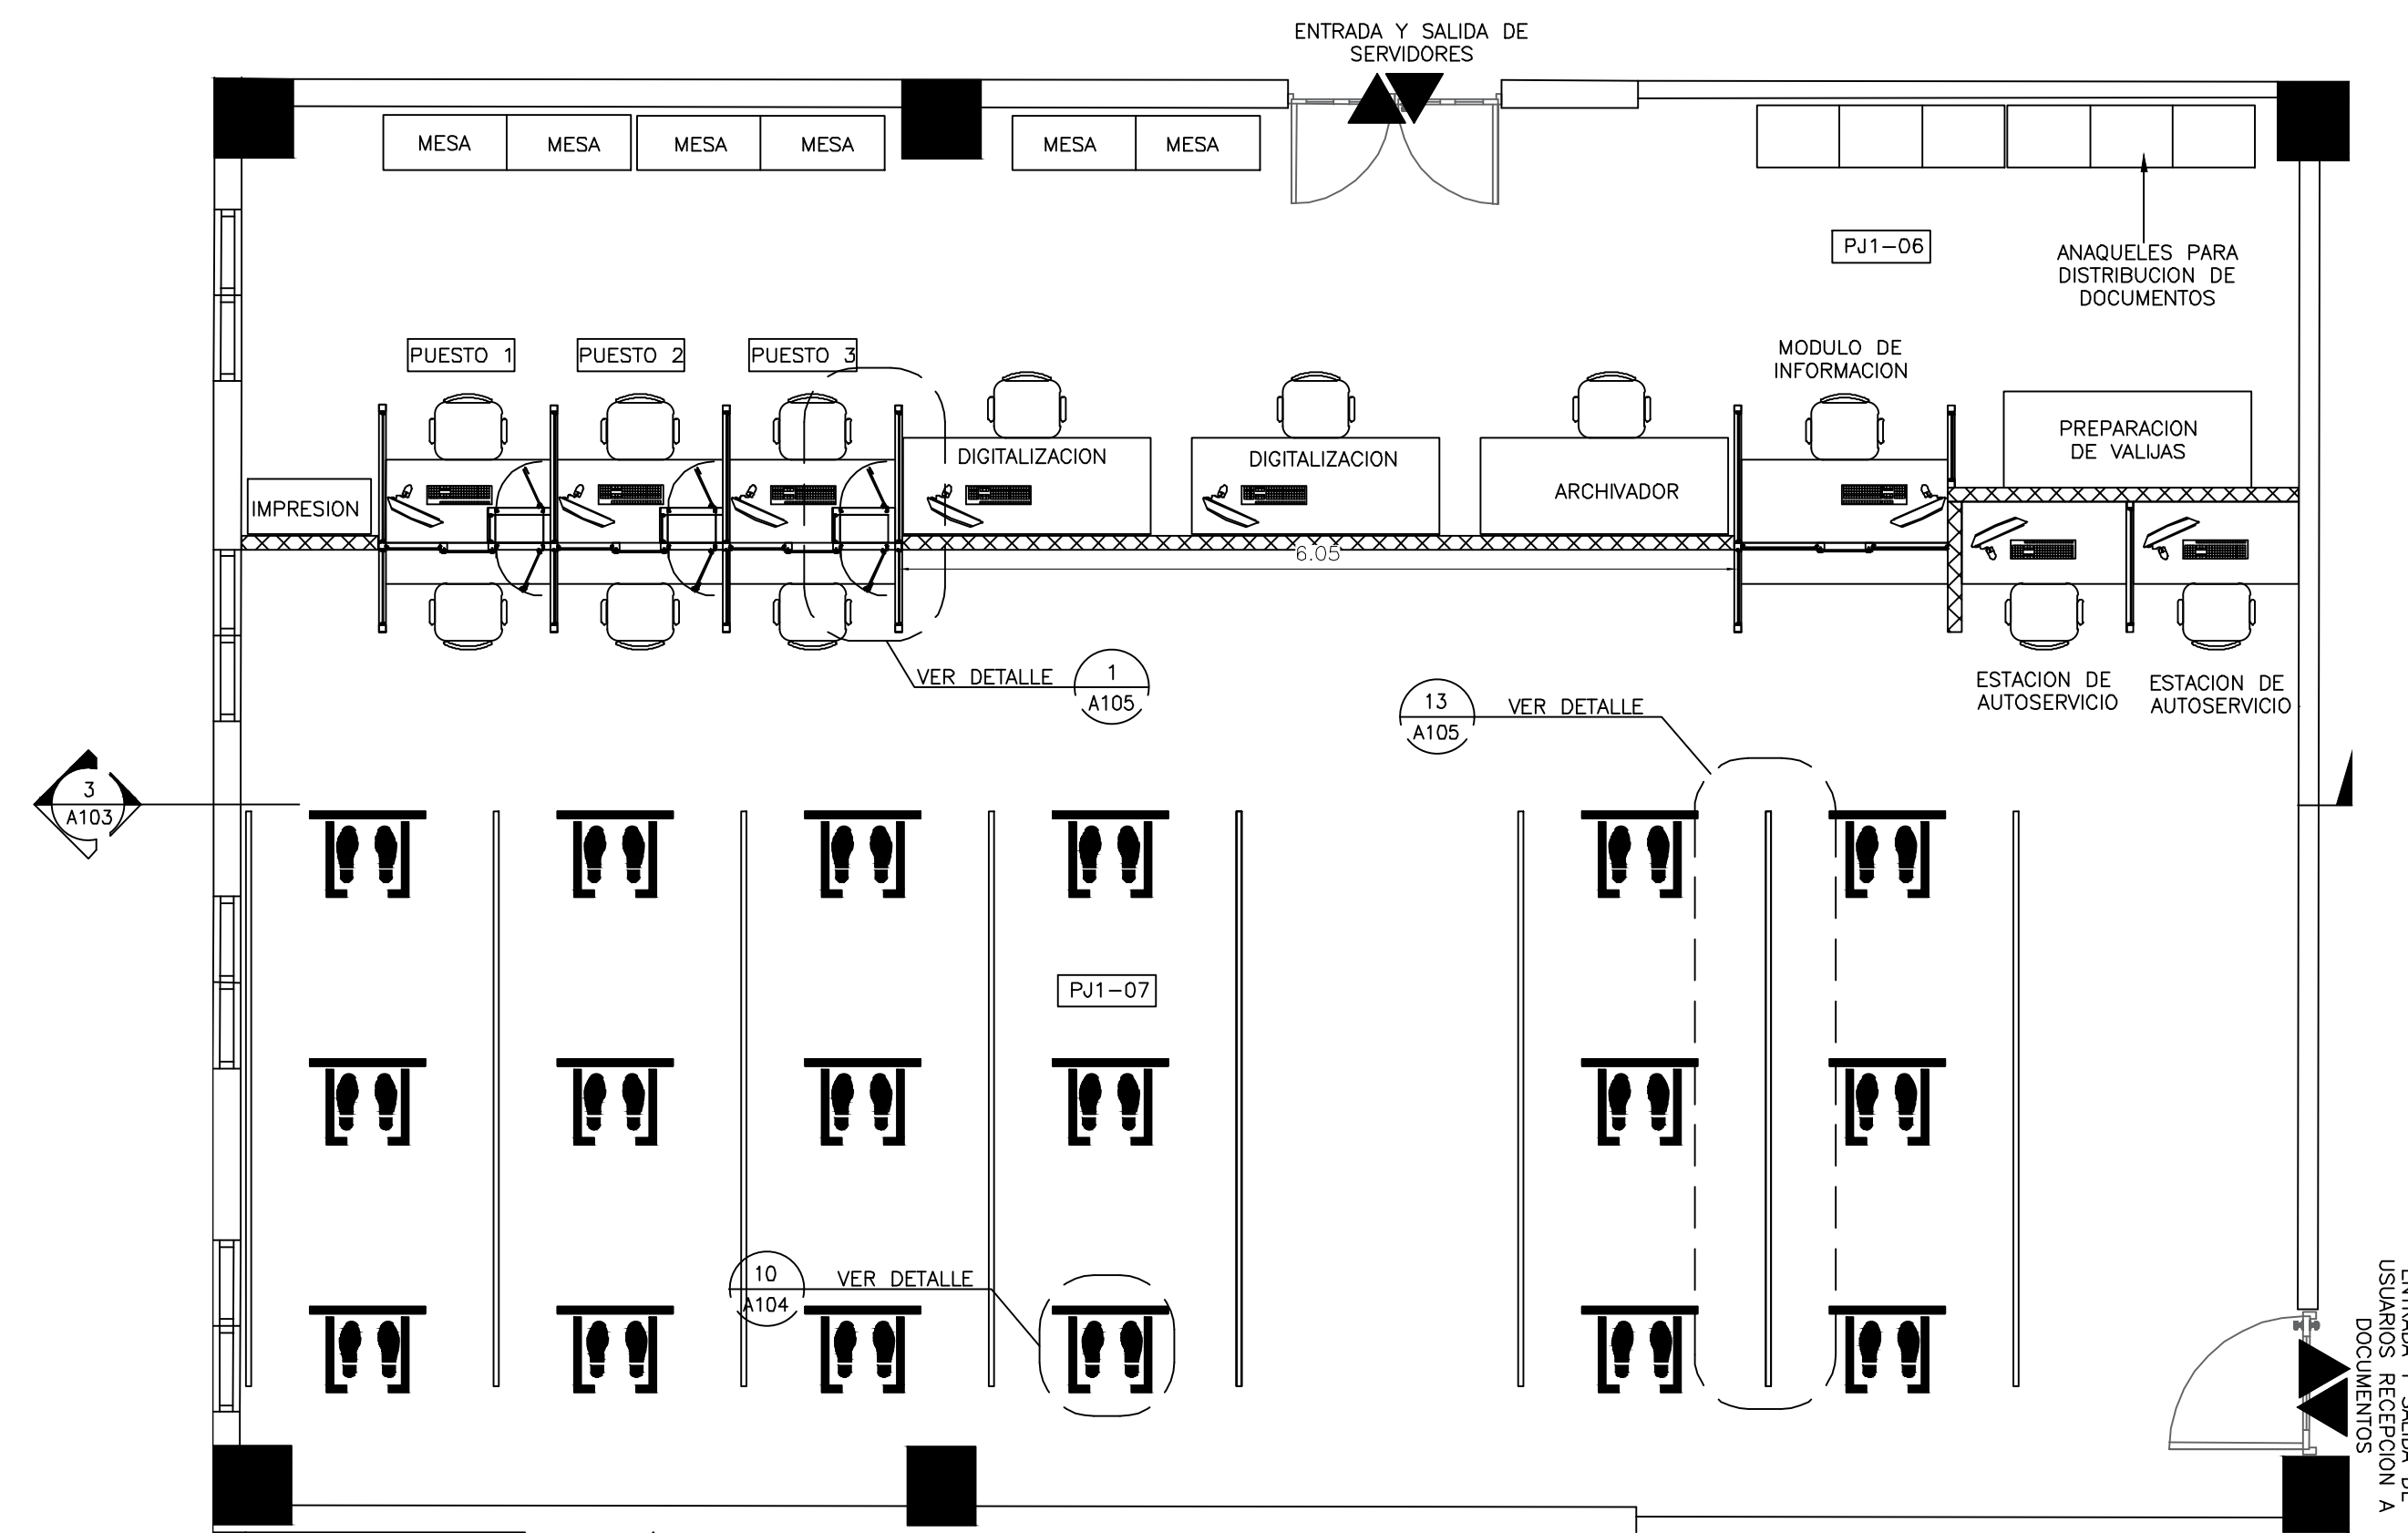 ENTRADA Y SALIDA DE
SERVIDORES
MESA
MESA
MESA
MESA
MESA
MESA
PJ1-06
ANAQUELES PARA
DISTRIBUCION DE
DOCUMENTOS
PUESTO 1
PUESTO 2
PUESTO 3
MODULO DE
INFORMACION
PREPARACION
DE VALIJAS
DIGITALIZACION
DIGITALIZACION
ARCHIVADOR
IMPRESION
6.05
VER DETALLE
1
A105
13
A105
VER DETALLE
ESTACION DE
AUTOSERVICIO
ESTACION DE
AUTOSERVICIO
3
A103
PJ1-07
10
A104
VER DETALLE
ENTRADA Y SALIDA DE
USUARIOS RECEPCION A
DOCUMENTOS